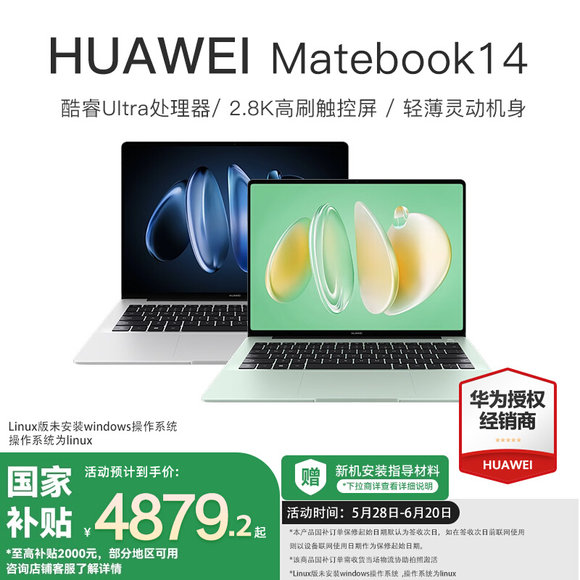 HUAWEI Matebook14
酷睿Ultra处理器/ 2.8K高刷触控屏 / 轻薄灵动机身
HUAWEI
HUAWEI
Linux版未安装windows操作系统
操作系统为linux
华为授权
经销商
HUAWEI
国家
补贴
活动预计到手价：
¥4879.2起
*至高补贴2000元，部分地区可用
咨询店铺客服了解详情
赠
新机安装指导材料
*下拉商详查看详细说明
活动时间：5月28日-6月20日
*本产品国补订单保修起始日期默认为签收次日，如在签收次日前联网使用
则以设备联网使用日期作为保修起始日期。
*该商品国补订单需收货当场物流协助拍照激活
*Linux版未安装windows操作系统 ,操作系统为linux